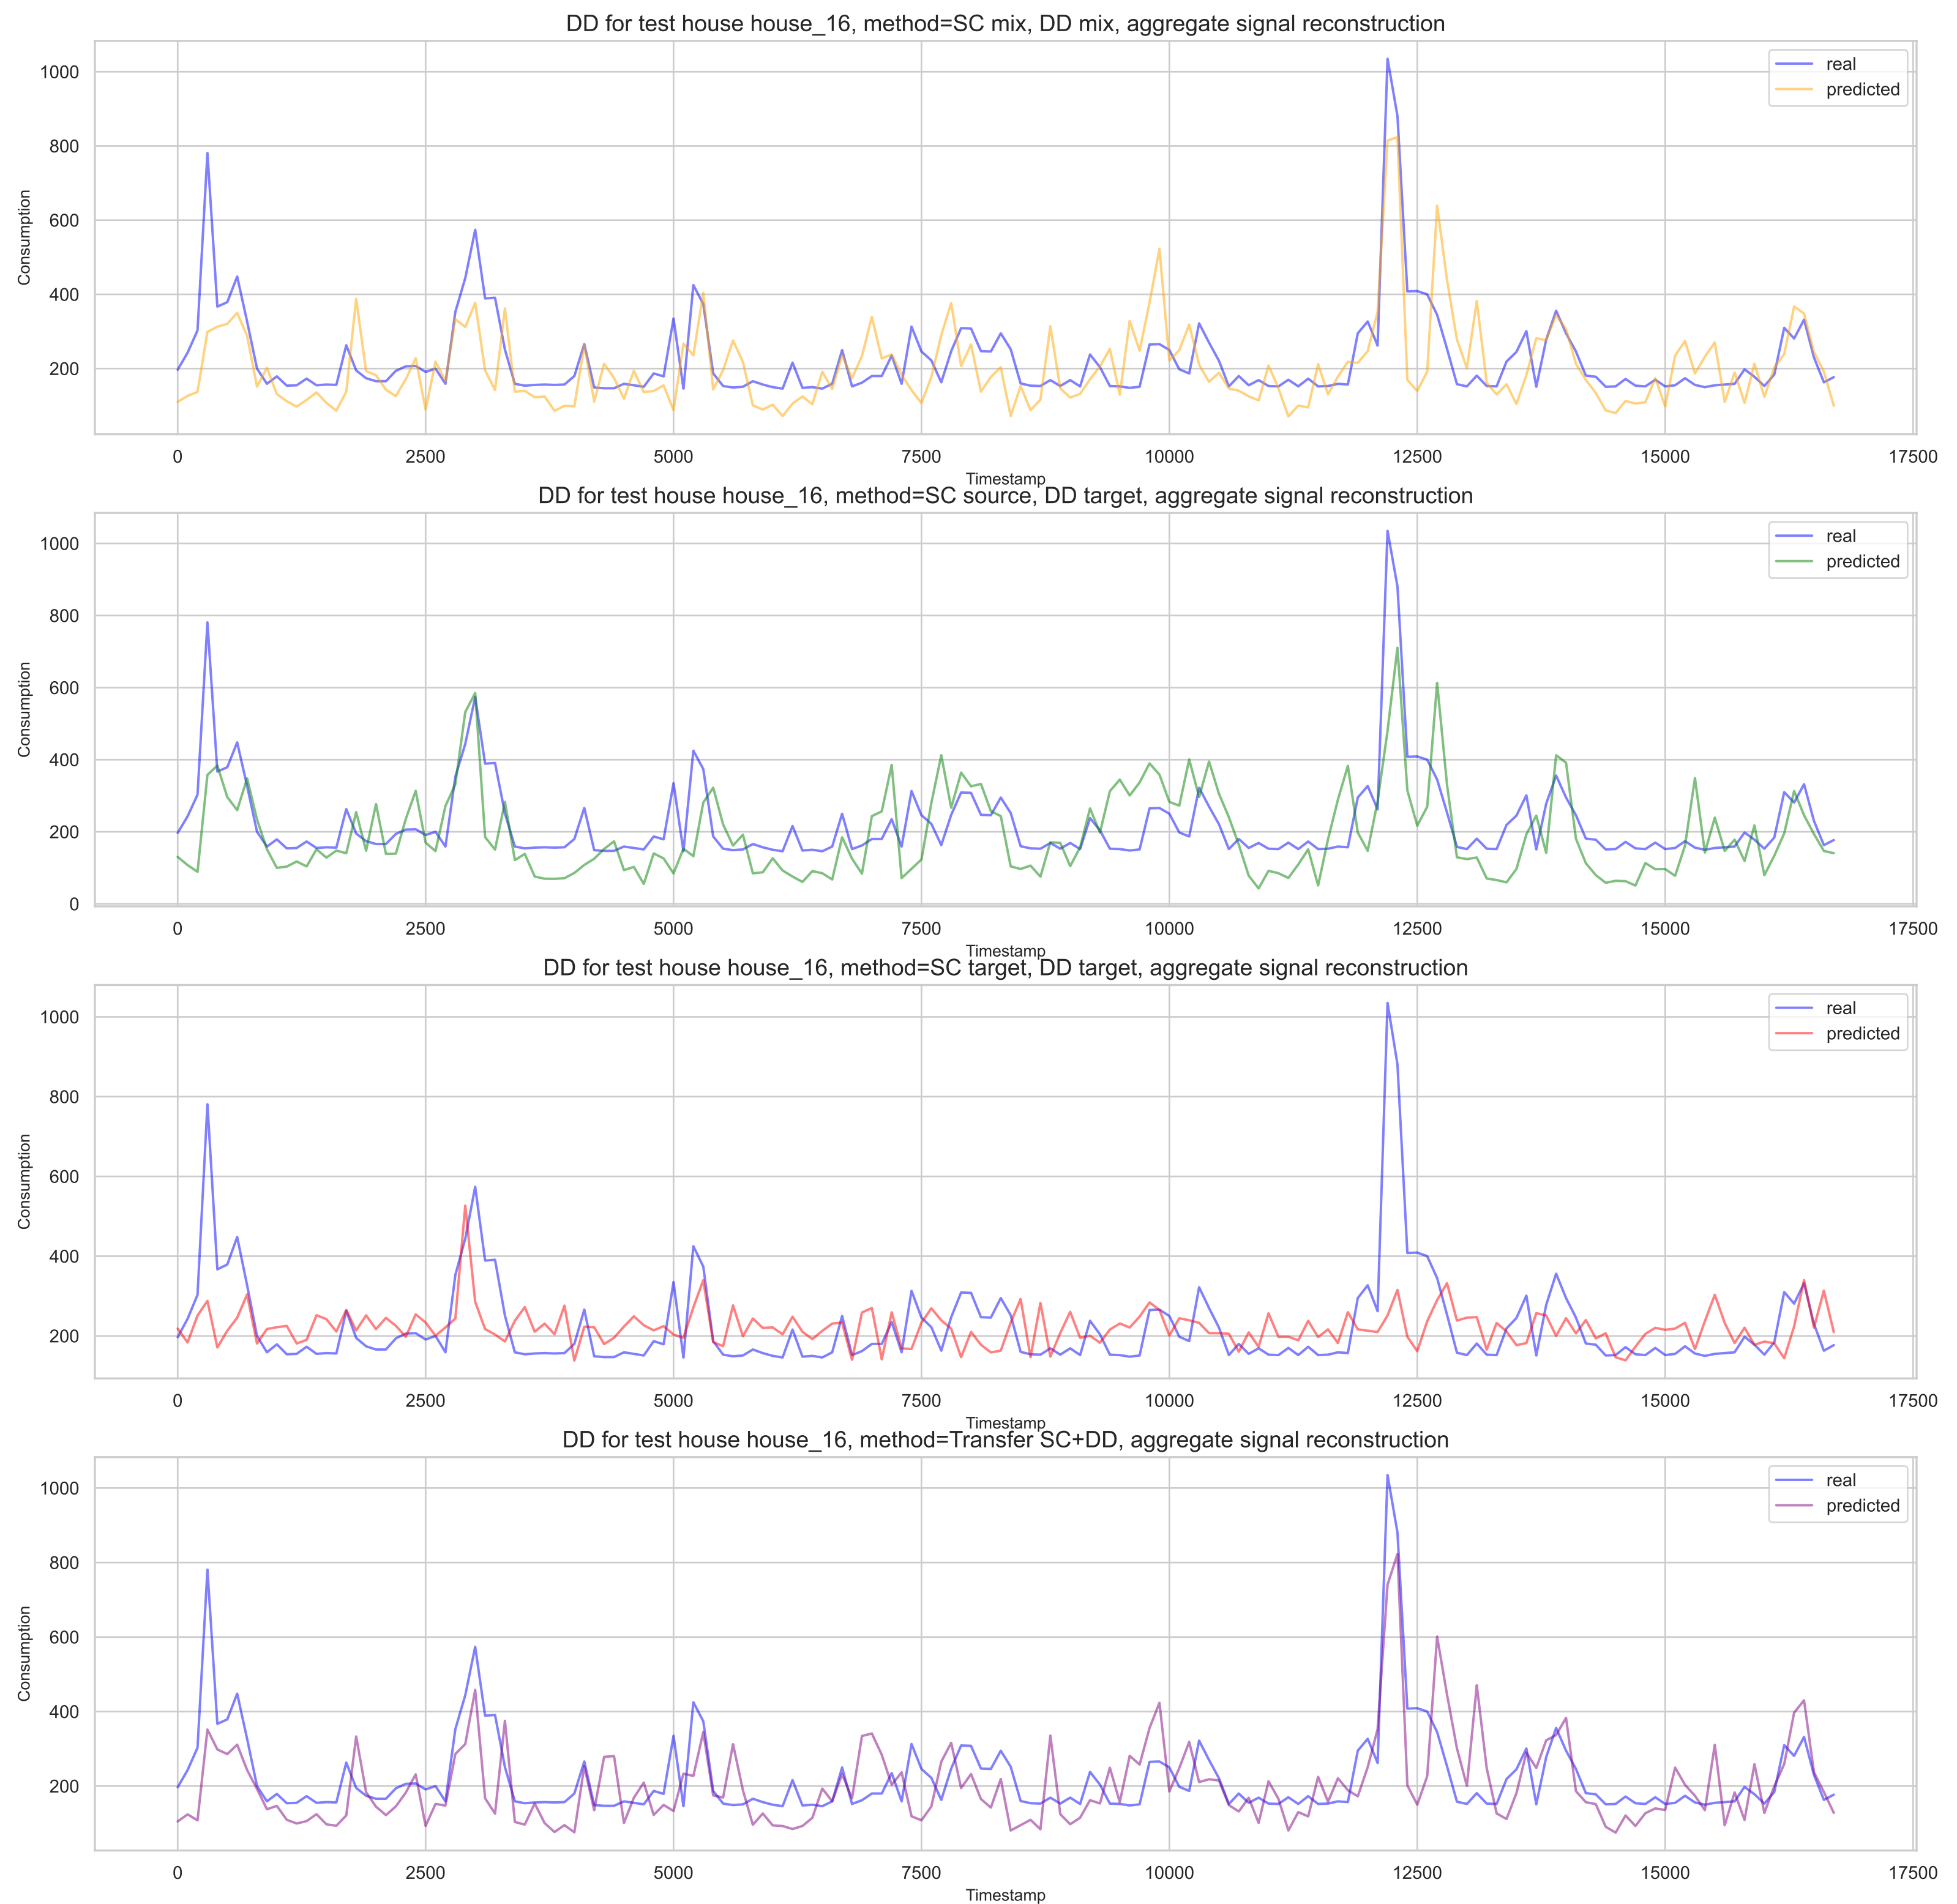 DD for test house house_16, method=SC mix, DD mix, aggregate signal reconstruction
real
predicted
1000
800
600
400
200
Consumption
0 2500 5000 7500 10000 12500 15000 17500
Timestamp
DD for test house house_16, method=SC source, DD target, aggregate signal reconstruction
real
predicted
1000
800
600
400
200
0
Consumption
0 2500 5000 7500 10000 12500 15000 17500
Timestamp
DD for test house house_16, method=SC target, DD target, aggregate signal reconstruction
real
predicted
1000
800
600
400
200
Consumption
0 2500 5000 7500 10000 12500 15000 17500
Timestamp
DD for test house house_16, method=Transfer SC+DD, aggregate signal reconstruction
real
predicted
1000
800
600
400
200
Consumption
0 2500 5000 7500 10000 12500 15000 17500
Timestamp